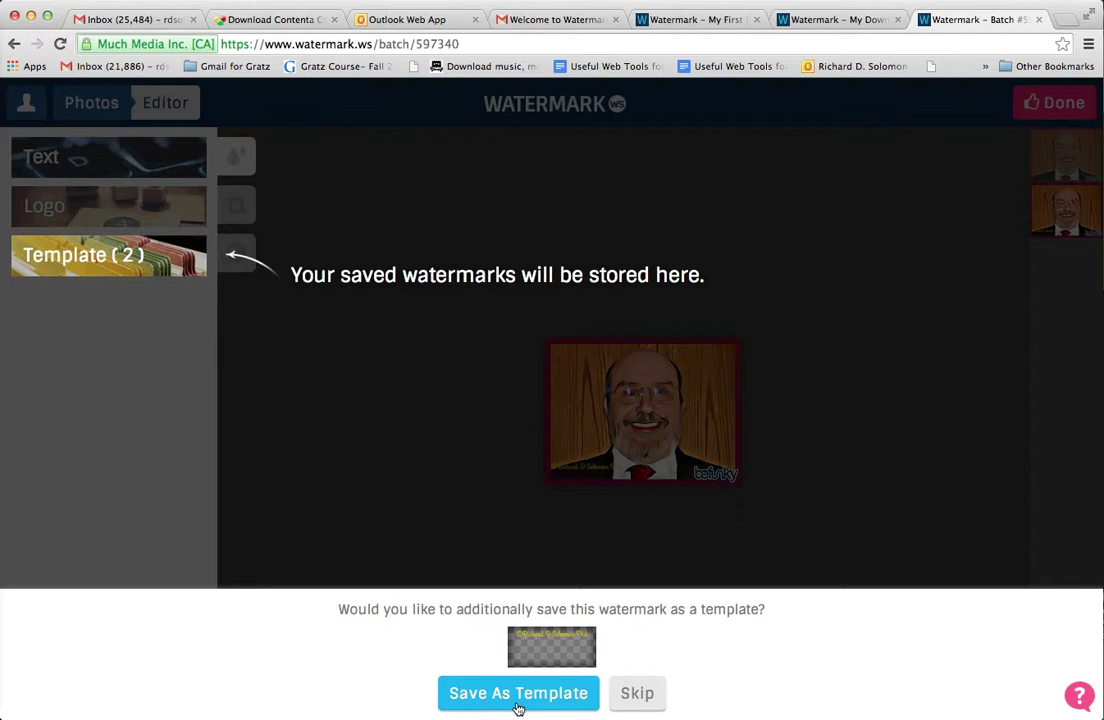 Inbox (25,484) – rdso
Download Contenta C
Outlook Web App
Welcome to Waterma
Watermark – My First
Watermark – My Dow
Watermark – Batch #5
Much Media Inc. [CA]
https://www.watermark.ws/batch/597340
Apps
Inbox (21,886) – rd
Gmail for Gratz
Gratz Course– Fall 2
Download music, m
Useful Web Tools fo
Useful Web Tools fo
Richard D. Solomon
»
Other Bookmarks
Photos
Editor
WATERMARK WS
Done
Text
Logo
Template ( 2 )
Your saved watermarks will be stored here.
befunky
Would you like to additionally save this watermark as a template?
Save As Template
Skip
?